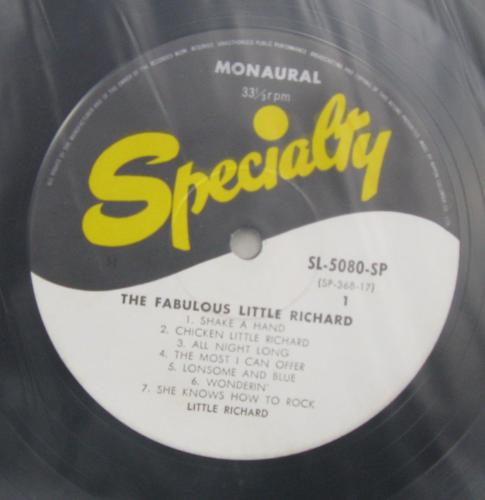 MONAURAL
33⅓rpm
Specialty
SL-5080-SP
(SP-368-17)
1
THE FABULOUS LITTLE RICHARD
1. SHAKE A HAND
2. CHICKEN LITTLE RICHARD
3. ALL NIGHT LONG
4. THE MOST I CAN OFFER
5. LONSOME AND BLUE
6. WONDERIN'
7. SHE KNOWS HOW TO ROCK
LITTLE RICHARD